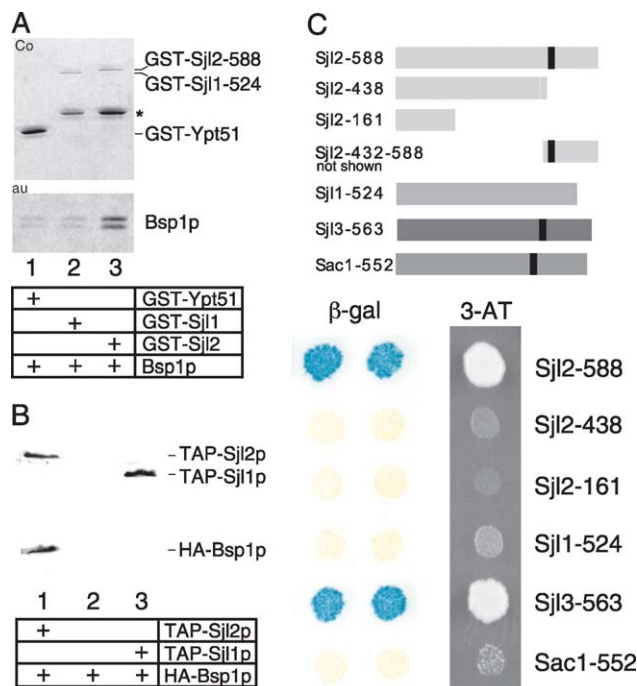 A
Co
GST-Sjl2-588
GST-Sjl1-524
*
GST-Ypt51
au
Bsp1p
1 2 3
+ GST-Ypt51
+ GST-Sjl1
+ GST-Sjl2
+ + + Bsp1p
B
TAP-Sjl2p
TAP-Sjl1p
HA-Bsp1p
1 2 3
+ TAP-Sjl2p
+ TAP-Sjl1p
+ + + HA-Bsp1p
C
Sjl2-588
Sjl2-438
Sjl2-161
Sjl2-432-588
not shown
Sjl1-524
Sjl3-563
Sac1-552
β-gal 3-AT
Sjl2-588
Sjl2-438
Sjl2-161
Sjl1-524
Sjl3-563
Sac1-552